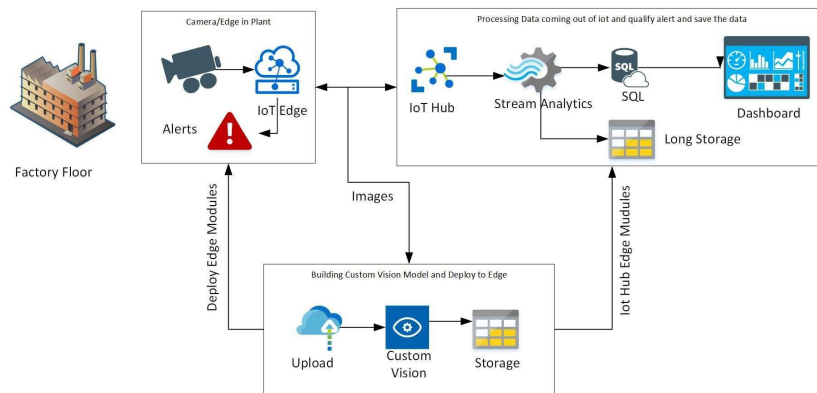 Camera/Edge in Plant
Processing Data coming out of iot and qualify alert and save the data
IoT Edge
Alerts
Factory Floor
IoT Hub
Stream Analytics
SQL
SQL
Dashboard
Long Storage
Deploy Edge Modules
Images
Iot Hub Edge Mudules
Building Custom Vision Model and Deploy to Edge
Upload
Custom
Vision
Storage